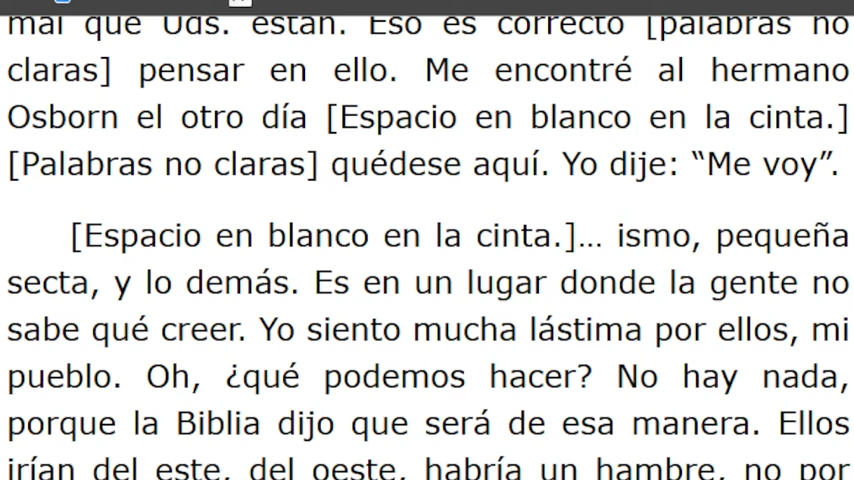 mal que Uds. están. Eso es correcto [palabras no
claras] pensar en ello. Me encontré al hermano
Osborn el otro día [Espacio en blanco en la cinta.]
[Palabras no claras] quédese aquí. Yo dije: “Me voy”.
[Espacio en blanco en la cinta.]… ismo, pequeña
secta, y lo demás. Es en un lugar donde la gente no
sabe qué creer. Yo siento mucha lástima por ellos, mi
pueblo. Oh, ¿qué podemos hacer? No hay nada,
porque la Biblia dijo que será de esa manera. Ellos
irían del este, del oeste, habría un hambre, no por